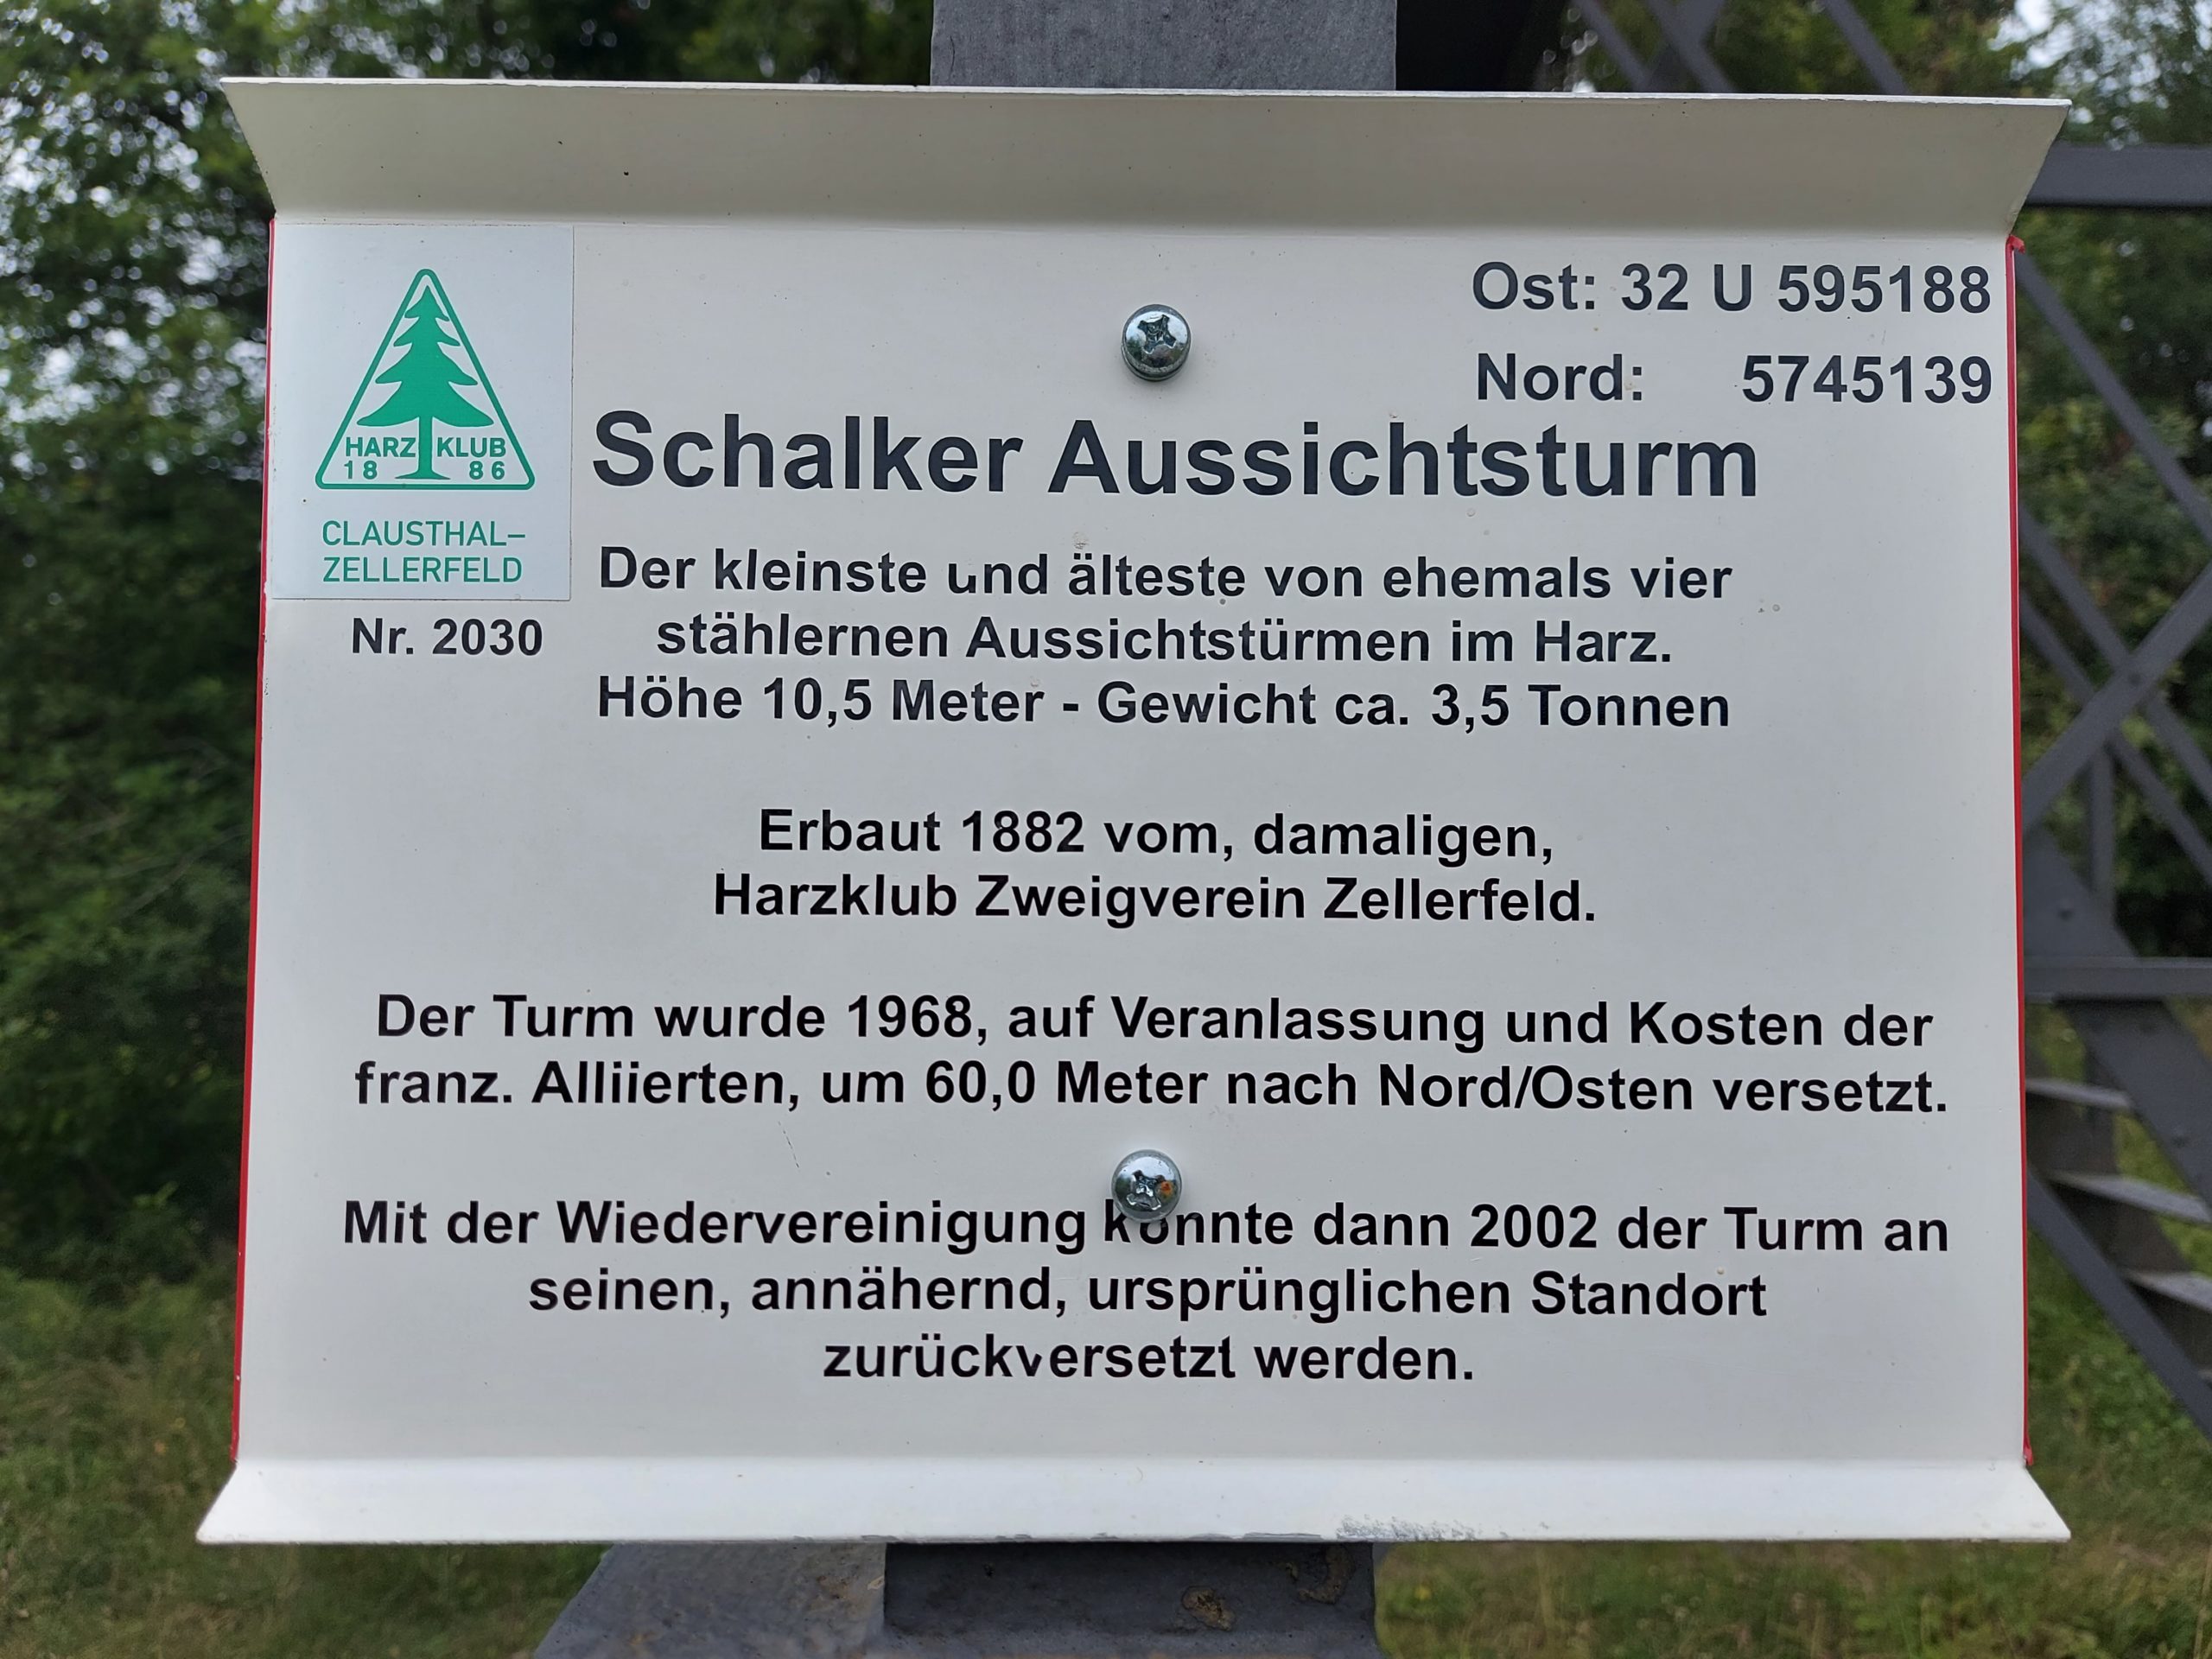 Ost: 32 U 595188
Nord: 5745139
HARZ KLUB
18 86
CLAUSTHAL–
ZELLERFELD
Nr. 2030
Schalker Aussichtsturm
Der kleinste und älteste von ehemals vier
stählernen Aussichtstürmen im Harz.
Höhe 10,5 Meter - Gewicht ca. 3,5 Tonnen
Erbaut 1882 vom, damaligen,
Harzklub Zweigverein Zellerfeld.
Der Turm wurde 1968, auf Veranlassung und Kosten der
franz. Alliierten, um 60,0 Meter nach Nord/Osten versetzt.
Mit der Wiedervereinigung konnte dann 2002 der Turm an
seinen, annähernd, ursprünglichen Standort
zurückversetzt werden.